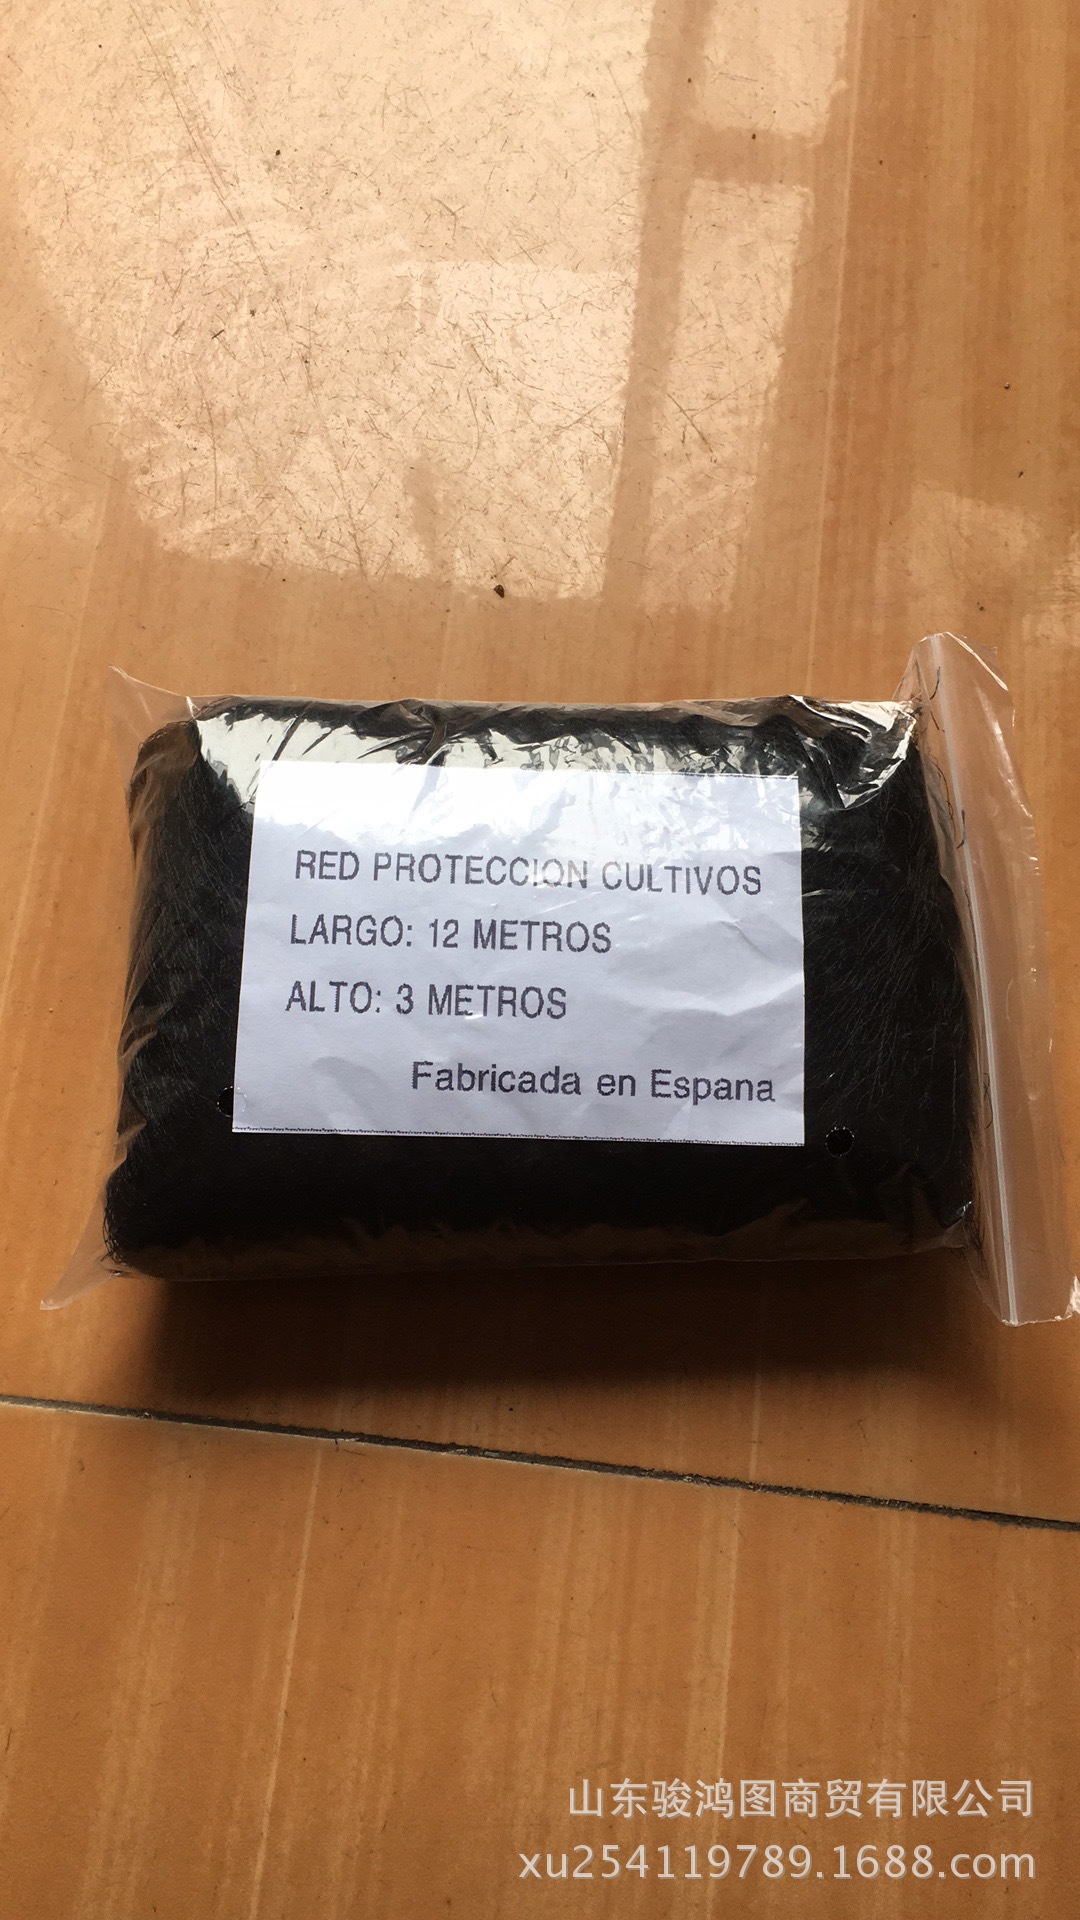 RED PROTECCION CULTIVOS
LARGO: 12 METROS
ALTO: 3 METROS
Fabricada en Espana
山东骏鸿图商贸有限公司
xu254119789.1688.com